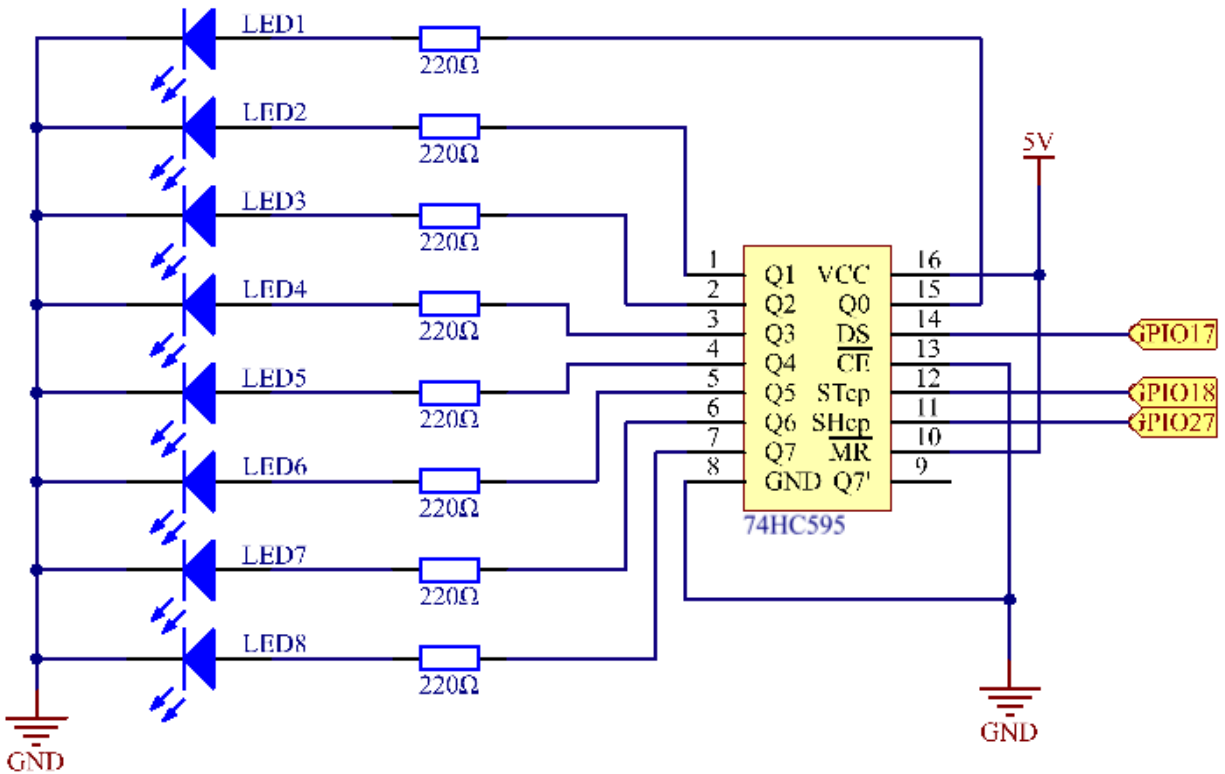 LED1
220Ω
LED2
220Ω
LED3
220Ω
LED4
220Ω
LED5
220Ω
LED6
220Ω
LED7
220Ω
LED8
220Ω
GND
5V
1 Q1 VCC 16
2 Q2 Q0 15
3 Q3 DS 14 GPIO17
4 Q4 CE 13
5 Q5 STcp 12 GPIO18
6 Q6 SHcp 11 GPIO27
7 Q7 MR 10
8 GND Q7' 9
74HC595
GND